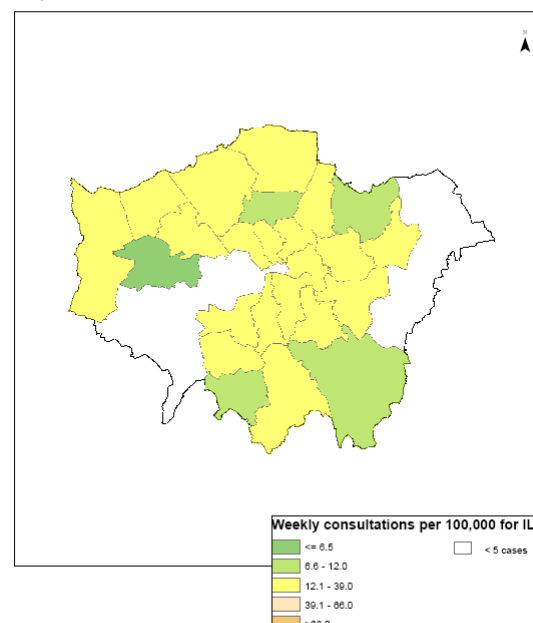 N
Weekly consultations per 100,000 for IL
<= 6.5
< 5 cases
6.6 - 12.0
12.1 - 39.0
39.1 - 66.0